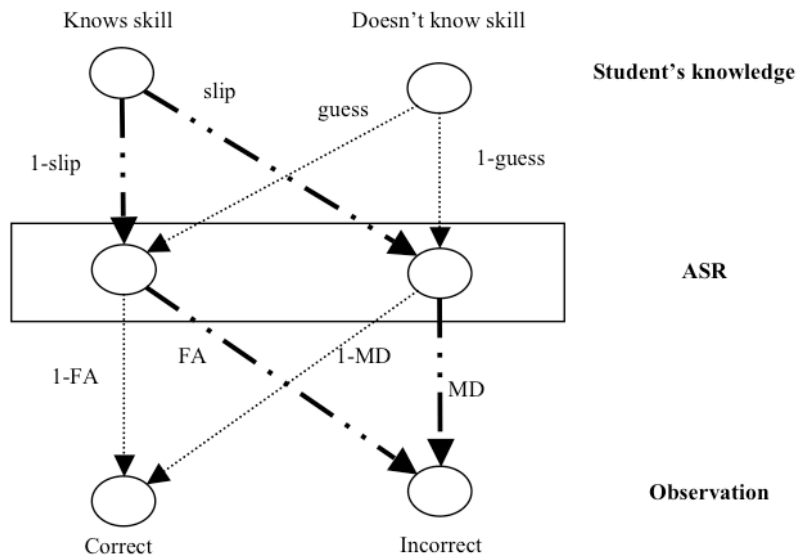 Knows skill
Doesn't know skill
Student's knowledge
slip
guess
1-slip
1-guess
ASR
FA
1-MD
1-FA
MD
Observation
Correct
Incorrect